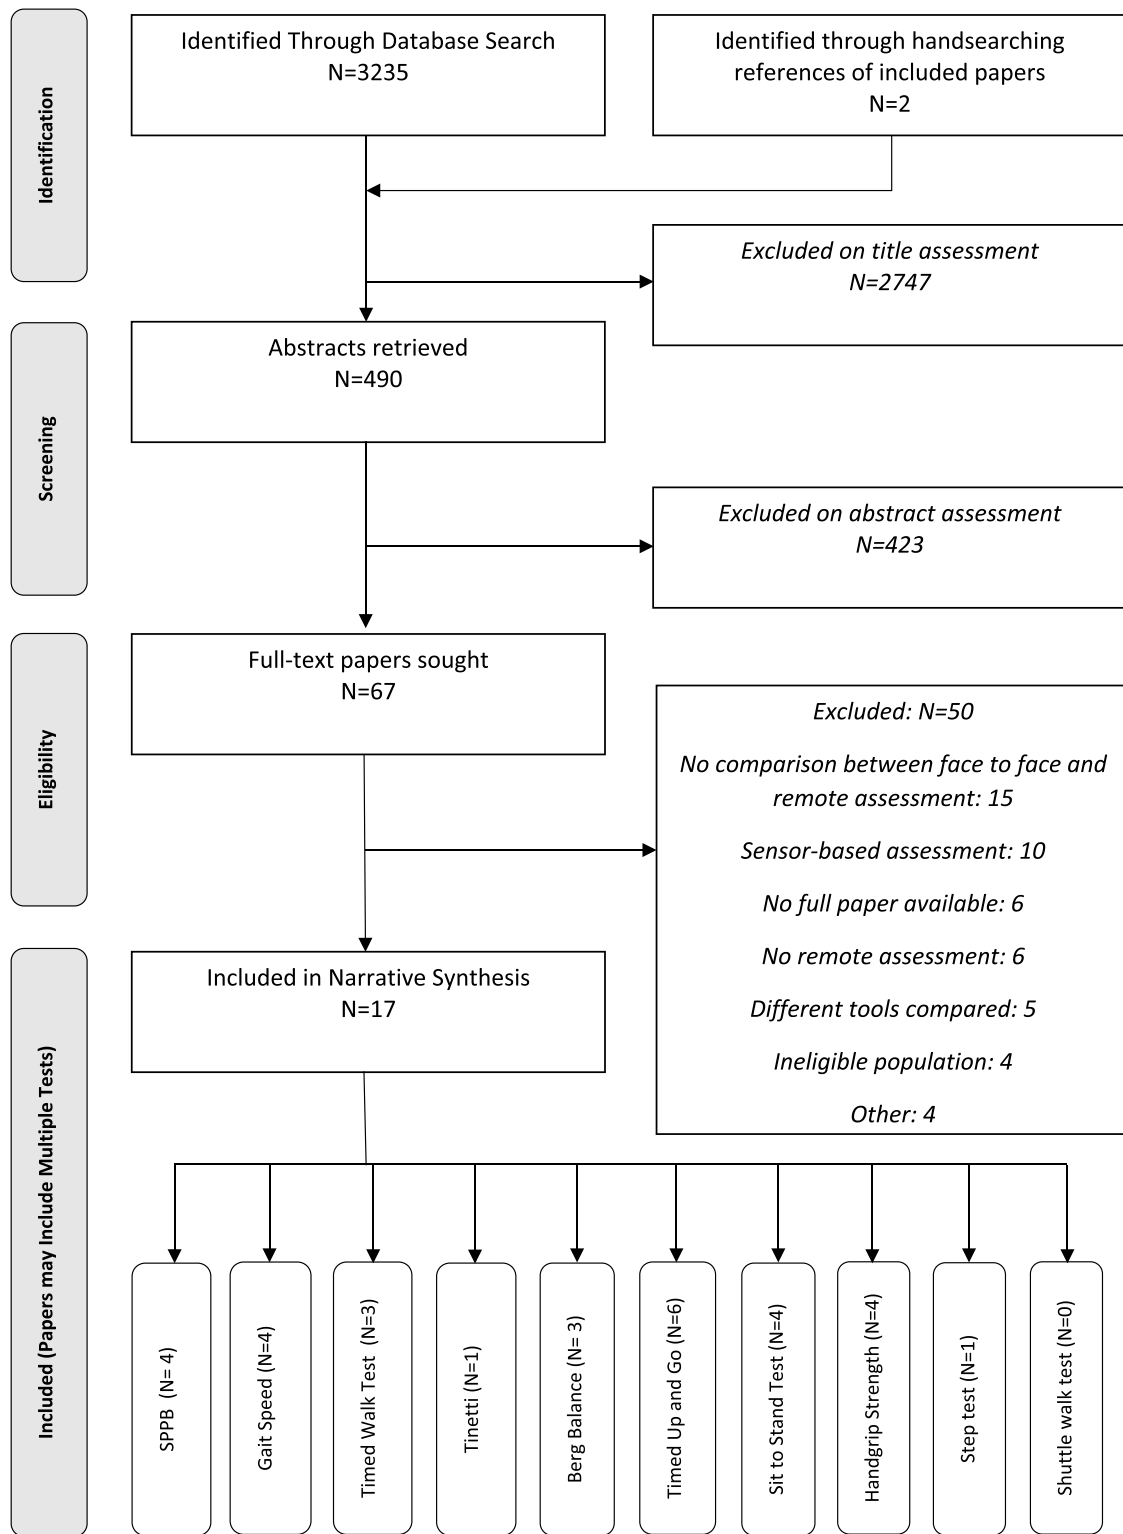 Identification
Identified Through Database Search
N=3235
Identified through handsearching
references of included papers
N=2
Excluded on title assessment
N=2747
Screening
Abstracts retrieved
N=490
Excluded on abstract assessment
N=423
Eligibility
Full-text papers sought
N=67
Excluded: N=50
No comparison between face to face and
remote assessment: 15
Sensor-based assessment: 10
No full paper available: 6
No remote assessment: 6
Different tools compared: 5
Ineligible population: 4
Other: 4
Included (Papers may Include Multiple Tests)
Included in Narrative Synthesis
N=17
SPPB (N= 4)
Gait Speed (N=4)
Timed Walk Test (N=3)
Tinetti (N=1)
Berg Balance (N= 3)
Timed Up and Go (N=6)
Sit to Stand Test (N=4)
Handgrip Strength (N=4)
Step test (N=1)
Shuttle walk test (N=0)